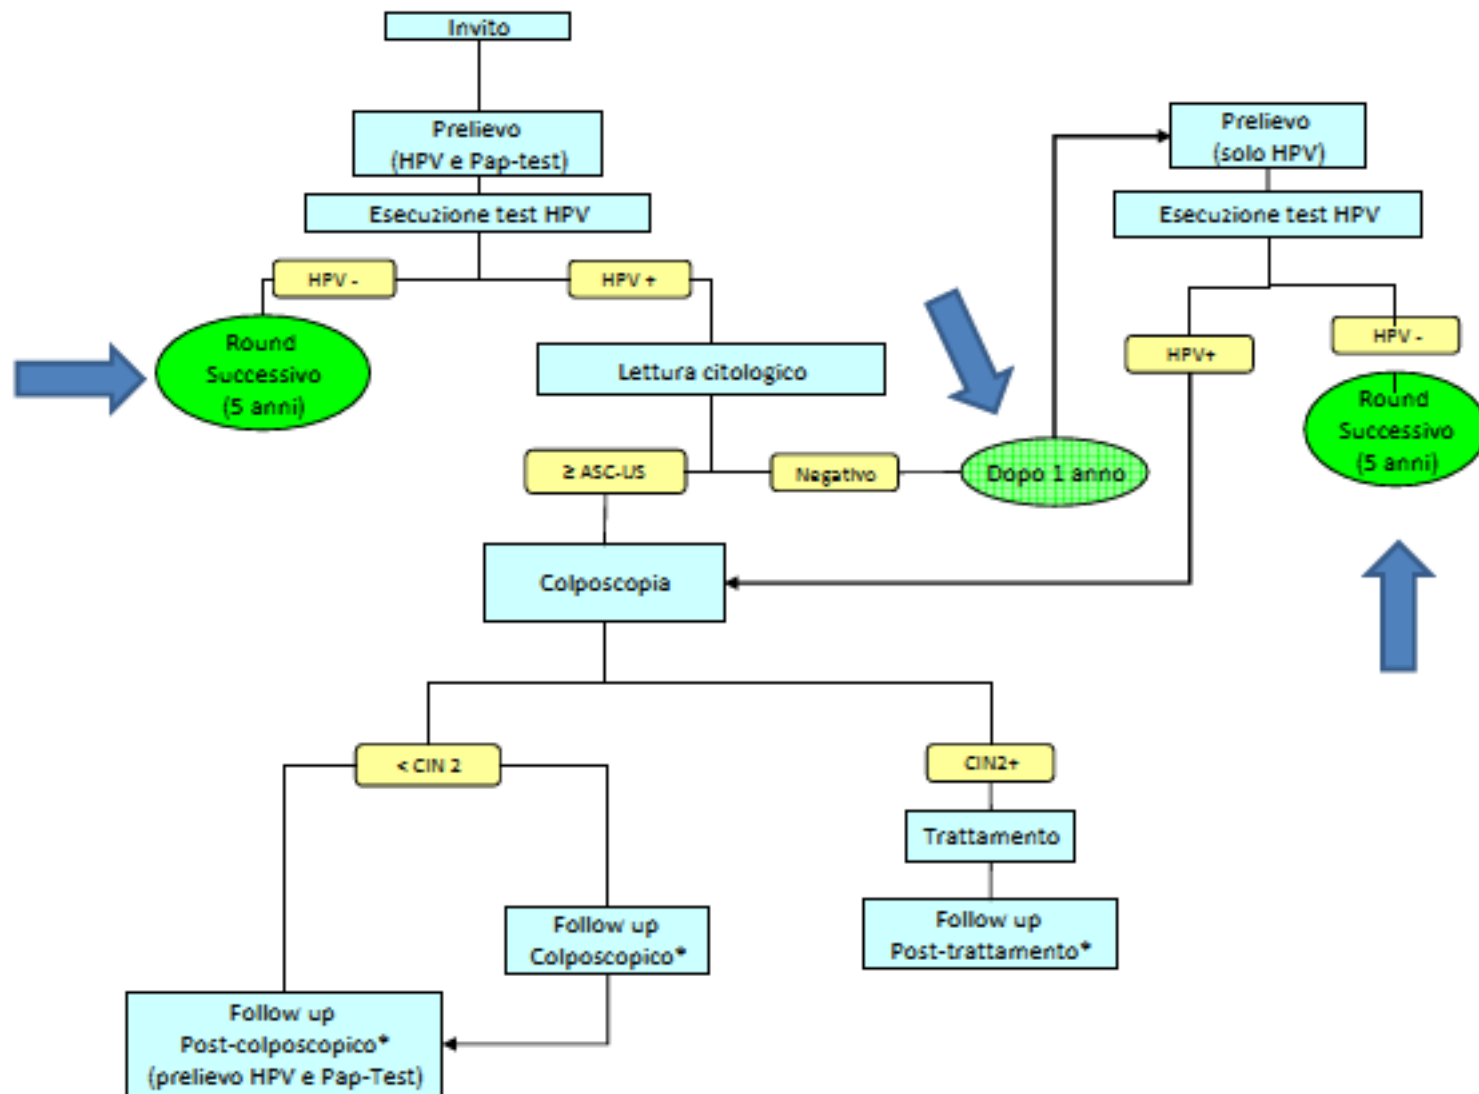 Invito
Prelievo
(HPV e Pap-test)
Esecuzione test HPV
HPV -
HPV +
Round
Successivo
(5 anni)
Lettura citologico
≥ ASC-US
Negativo
Dopo 1 anno
Prelievo
(solo HPV)
Esecuzione test HPV
HPV+
HPV -
Round
Successivo
(5 anni)
Colposcopia
< CIN 2
CIN2+
Trattamento
Follow up
Colposcopico*
Follow up
Post-trattamento*
Follow up
Post-colposcopico*
(prelievo HPV e Pap-Test)